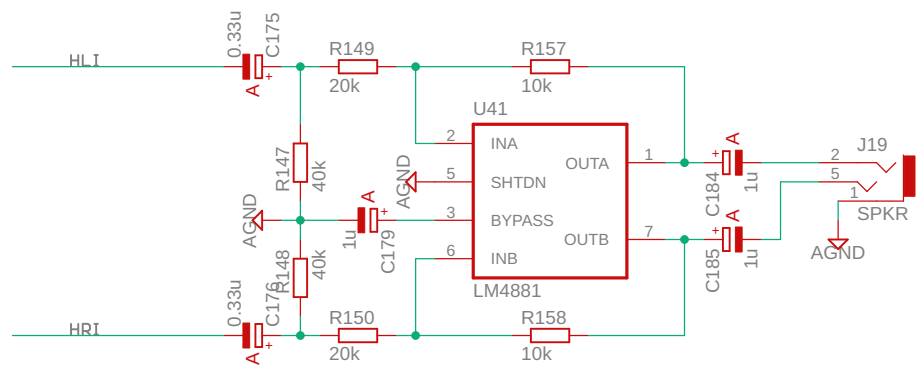 HLI
0.33u
C175
A
+
R149
20k
R157
10k
U41
2
INA
5
SHTDN
3
BYPASS
6
INB
OUTA
1
OUTB
7
LM4881
R147
40k
AGND
AGND
A
+
1u
C179
R148
40k
HRI
0.33u
C176
A
+
R150
20k
R158
10k
+
A
C184
1u
+
A
C185
1u
J19
2
5
1
SPKR
AGND